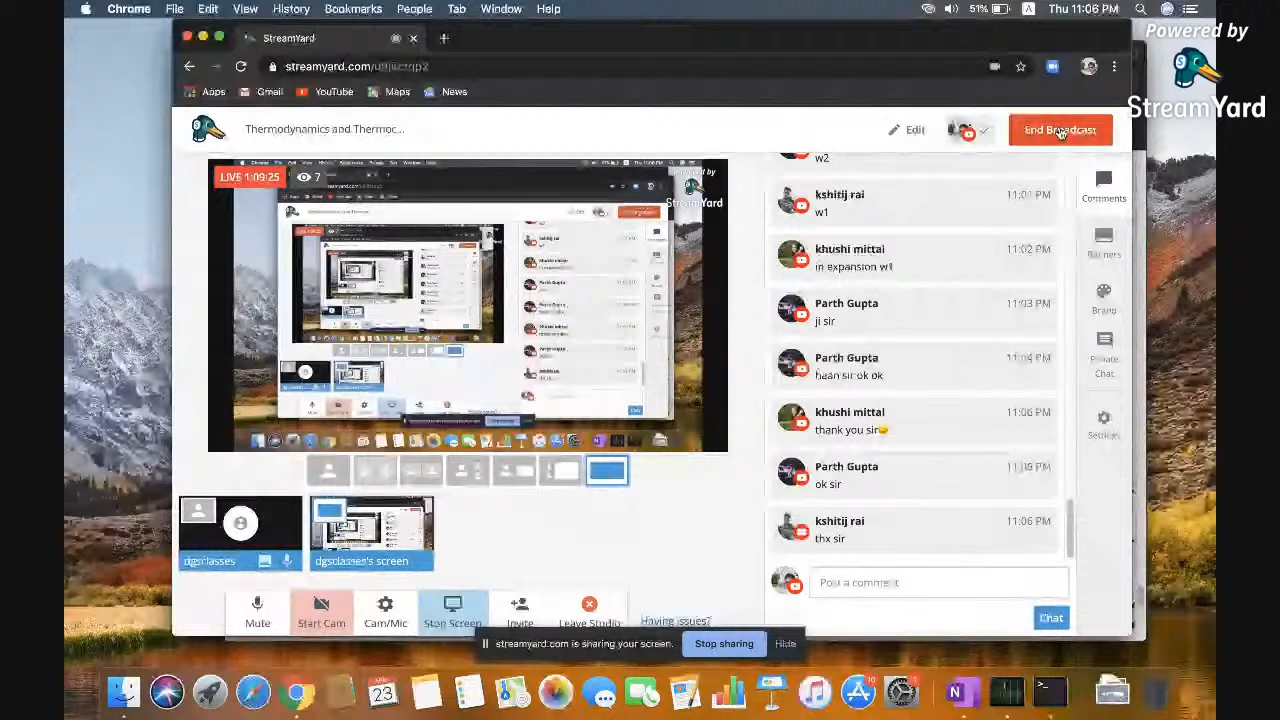 Chrome File Edit View History Bookmarks People Tab Window Help 51% A Thu 11:06 PM
Powered by
StreamYard
StreamYard
streamyard.com/
Apps Gmail YouTube Maps News
Thermodynamics and Thermoc...
Edit
End Broadcast
LIVE 1:09:25 7
Powered by
StreamYard
kshitij rai 11:01 PM
w1
khushi mittal 11:02 PM
in expansion w1
Parth Gupta 11:03 PM
ji sir
Parth Gupta
haan sir ok ok
khushi mittal 11:06 PM
thank you sir
Parth Gupta
ok sir
kshitij rai 11:06 PM
thx sir
Comments
Banners
Brand
Private
Chat
Settings
dgsclasses
dgsclasses's screen
Post a comment
Chat
Mute
Start Cam
Cam/Mic
Stop Screen
Invite
Leave Studio
Having issues?
streamyard.com is sharing your screen.
Stop sharing
Hide
APR
23
10